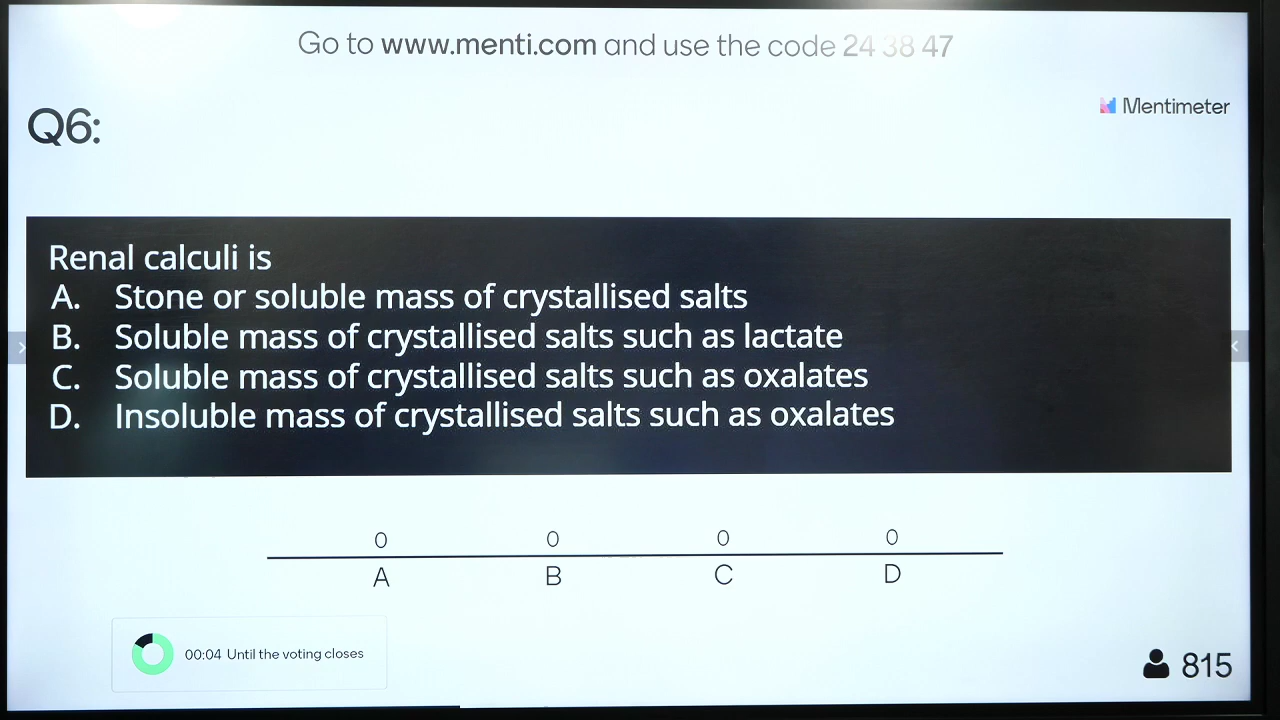 Go to www.menti.com and use the code 24 38 47
Mentimeter
Q6:
Renal calculi is
A. Stone or soluble mass of crystallised salts
B. Soluble mass of crystallised salts such as lactate
C. Soluble mass of crystallised salts such as oxalates
D. Insoluble mass of crystallised salts such as oxalates
0 0 0 0
A B C D
00:04 Until the voting closes
815